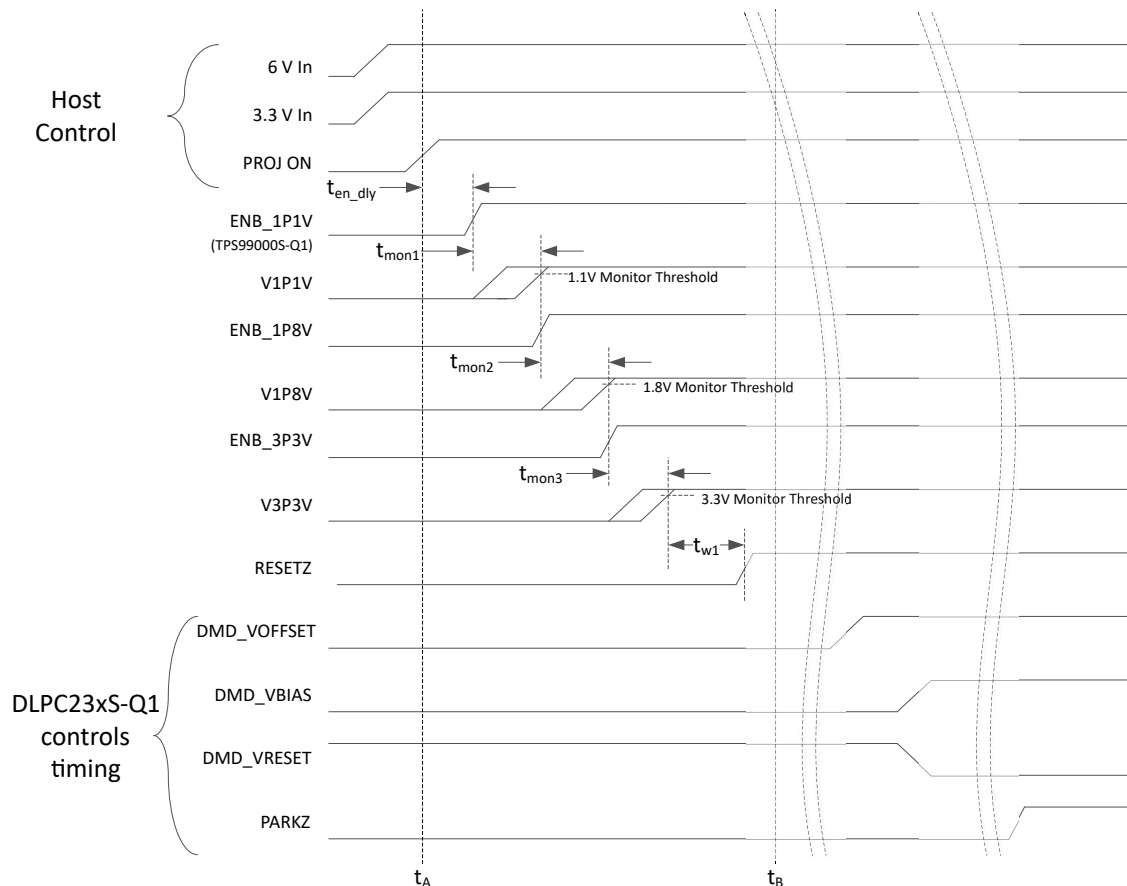 Host
Control
6 V In
3.3 V In
PROJ ON
ten_dly
ENB_1P1V
(TPS99000S-Q1)
tmon1
V1P1V
1.1V Monitor Threshold
ENB_1P8V
tmon2
V1P8V
1.8V Monitor Threshold
ENB_3P3V
tmon3
V3P3V
3.3V Monitor Threshold
tw1
RESETZ
DLPC23xS-Q1
controls
timing
DMD_VOFFSET
DMD_VBIAS
DMD_VRESET
PARKZ
tA
tB